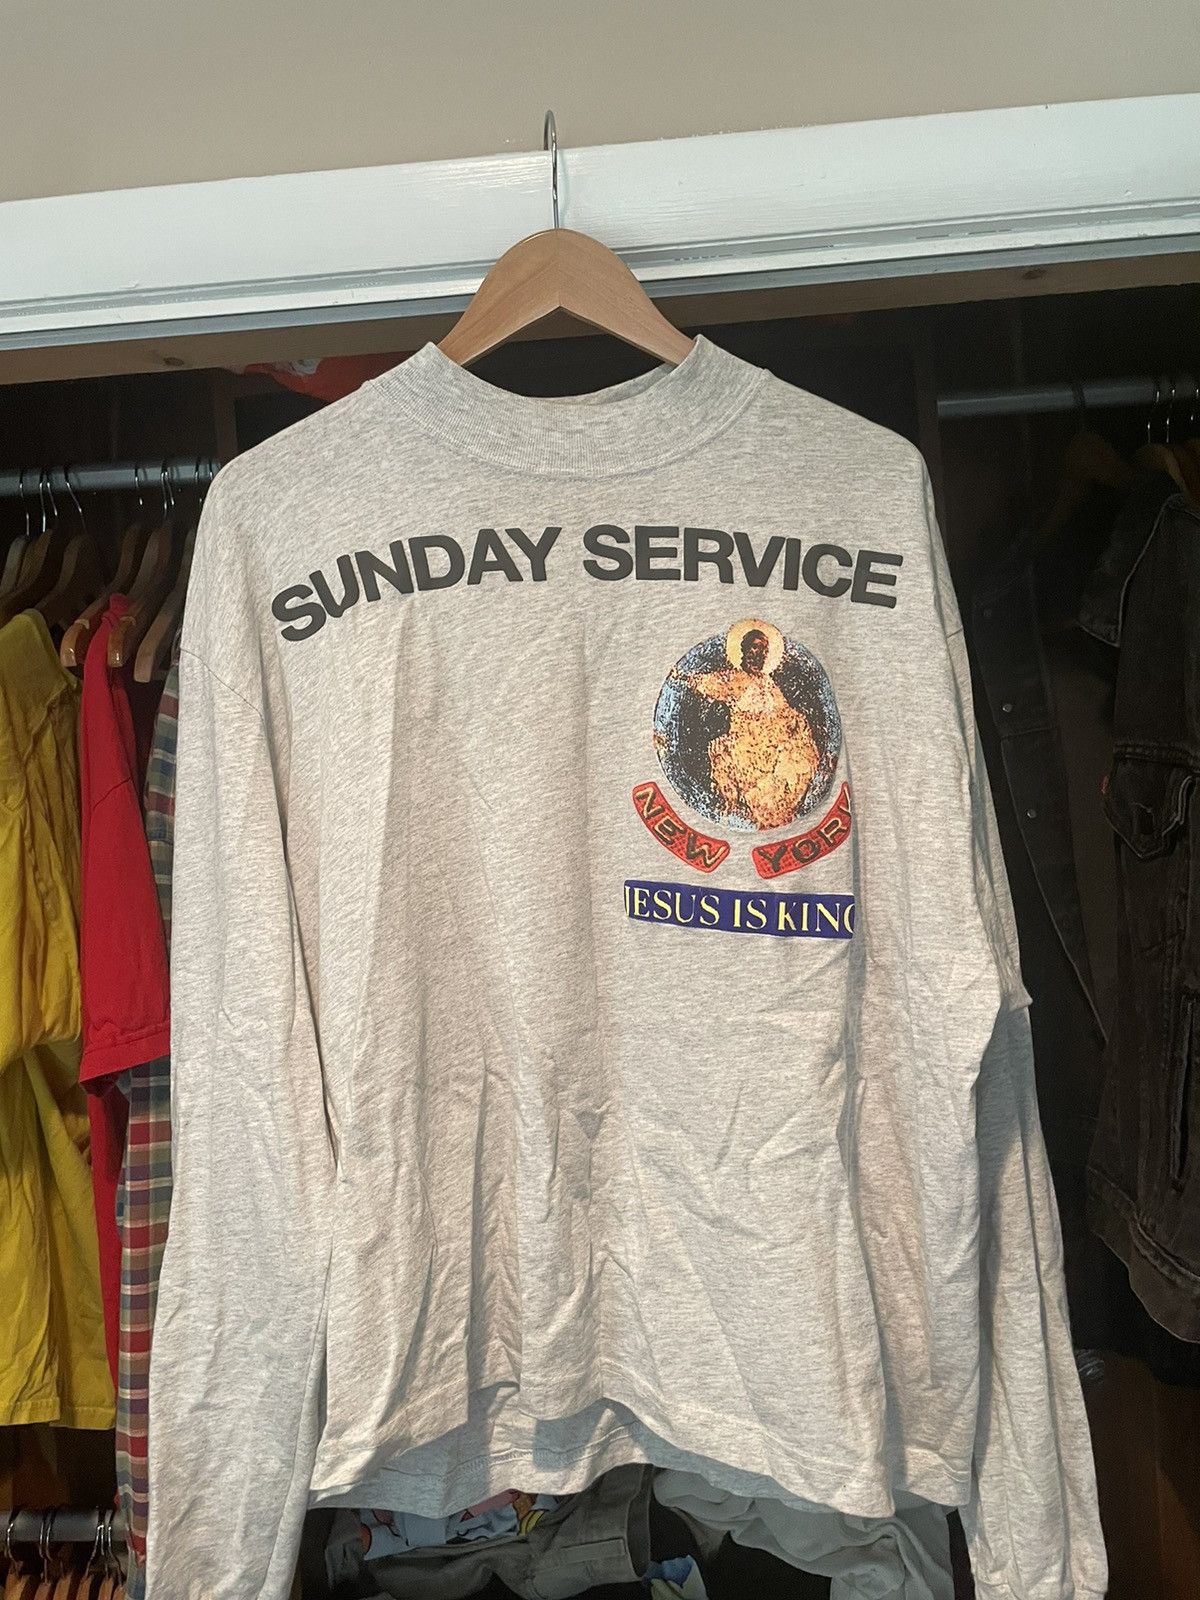 SUNDAY SERVICE
NEW YORK
JESUS IS KING